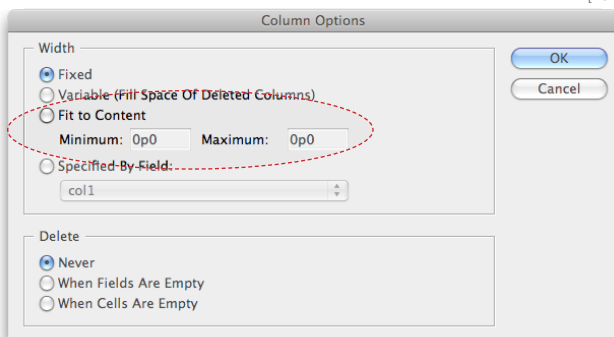 Column Options
Width
OK
Fixed
Variable (Fill Space Of Deleted Columns)
Cancel
Fit to Content
Minimum: 0p0 Maximum: 0p0
Specified By Field:
col1
Delete
Never
When Fields Are Empty
When Cells Are Empty